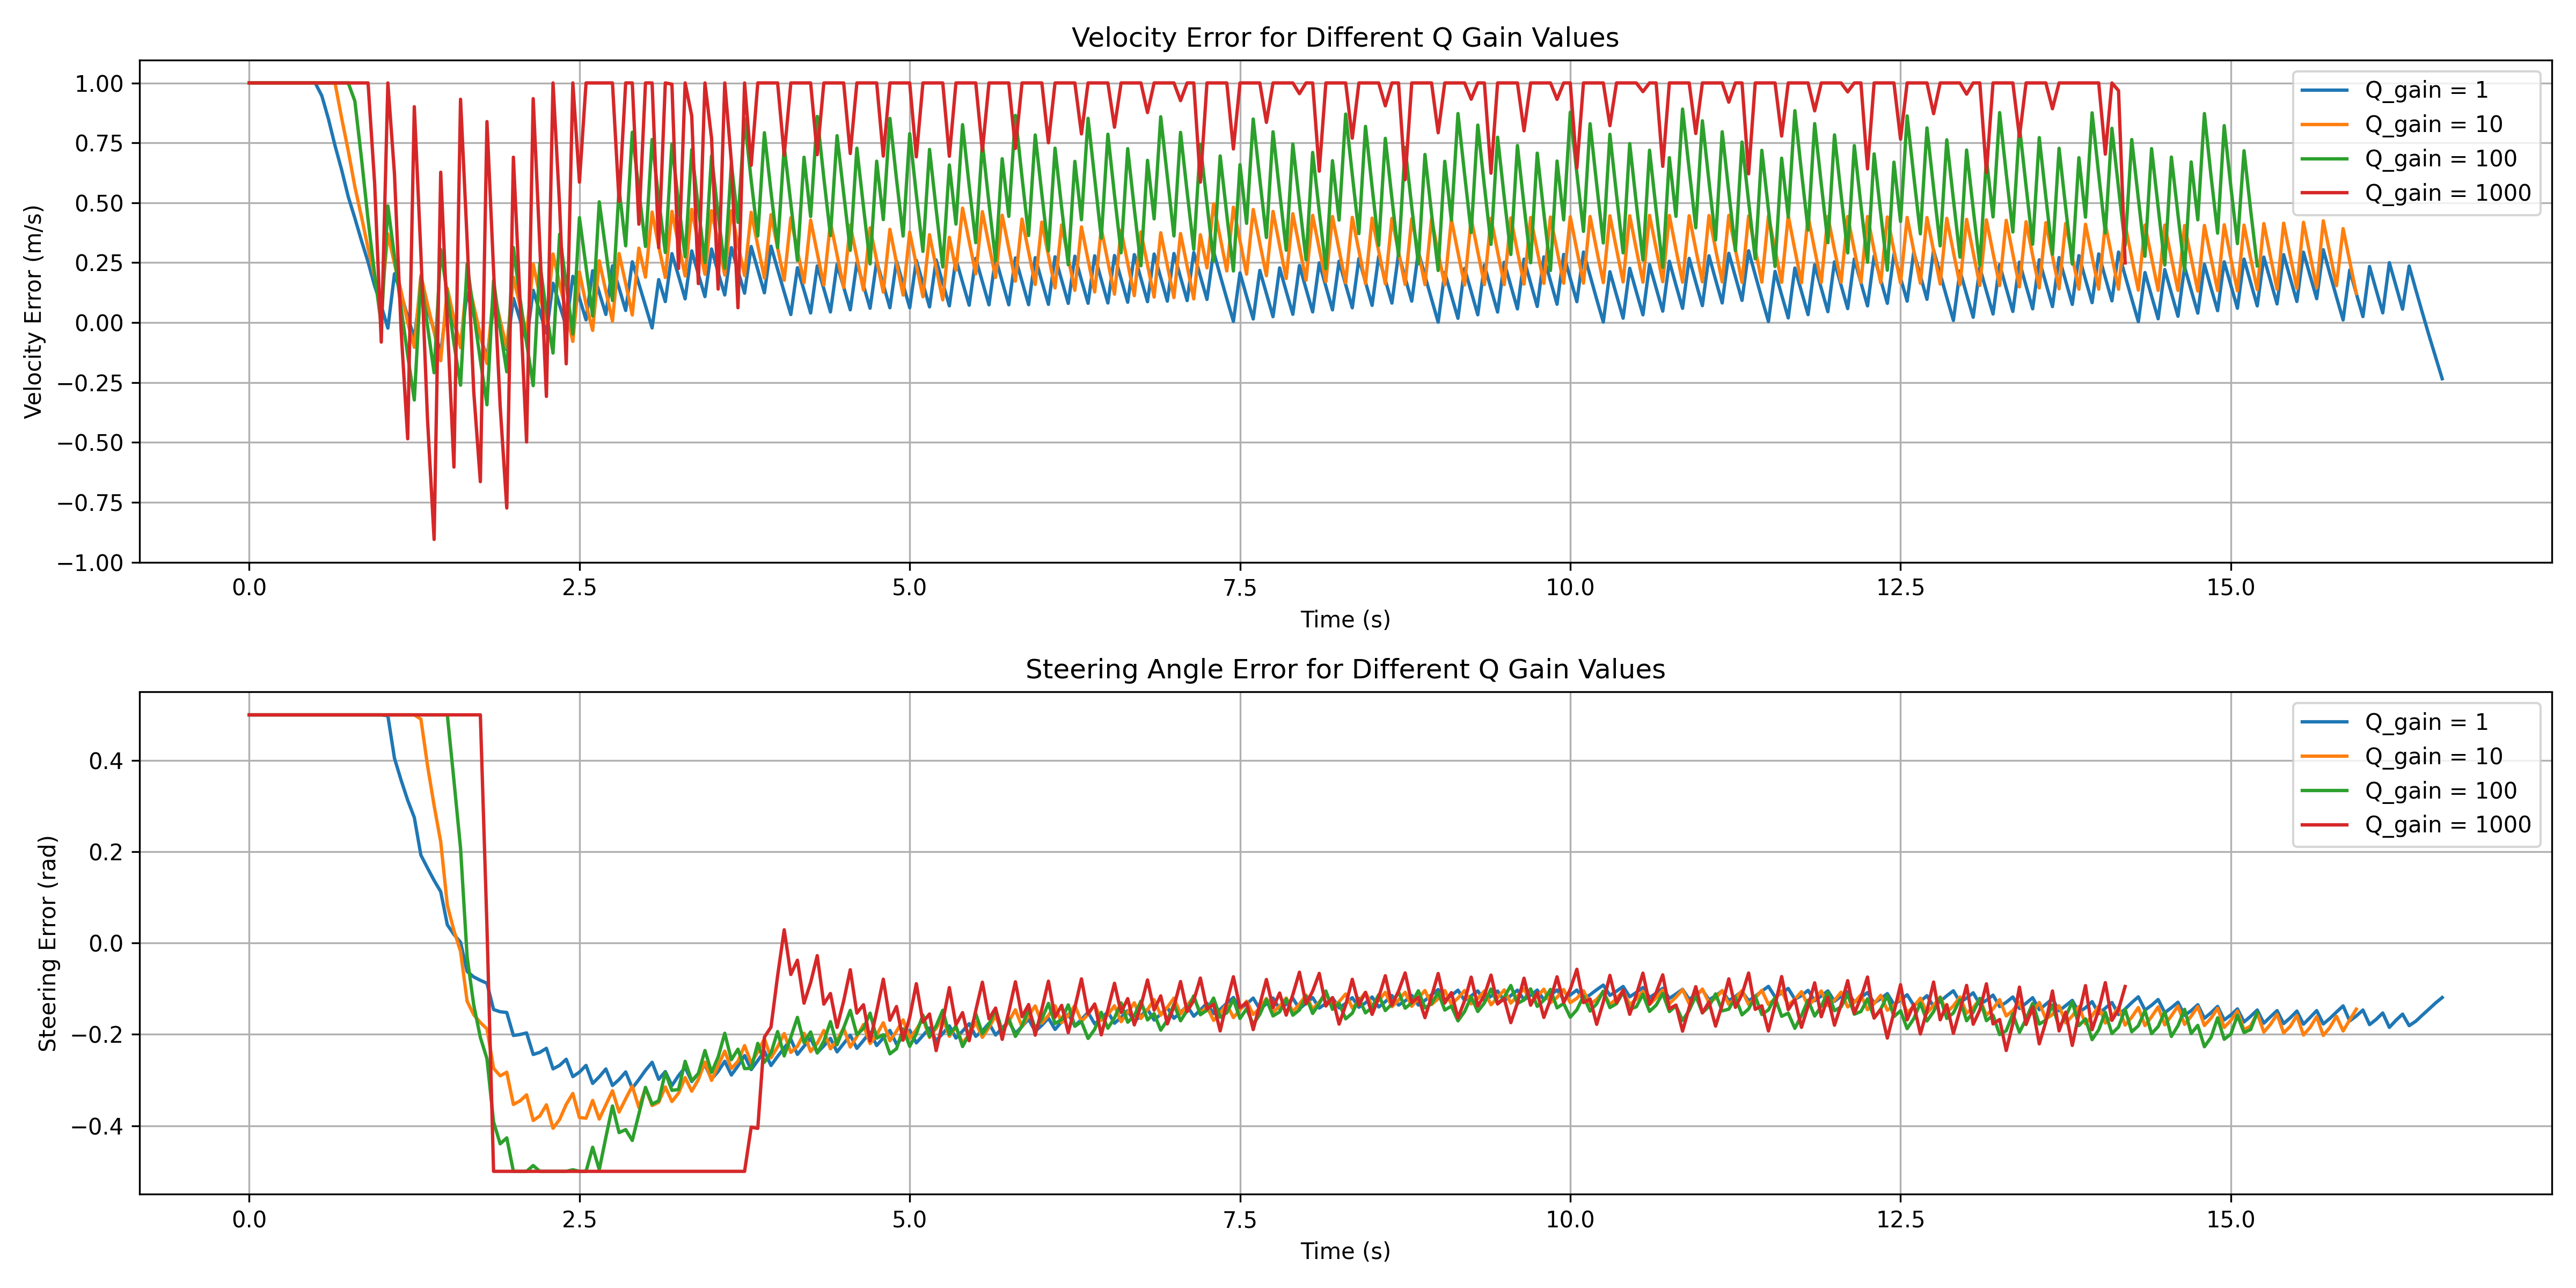 Velocity Error for Different Q Gain Values
Velocity Error (m/s)
1.00
0.75
0.50
0.25
0.00
−0.25
−0.50
−0.75
−1.00
Q_gain = 1
Q_gain = 10
Q_gain = 100
Q_gain = 1000
0.0 2.5 5.0 7.5 10.0 12.5 15.0
Time (s)
Steering Angle Error for Different Q Gain Values
Steering Error (rad)
0.4
0.2
0.0
−0.2
−0.4
Q_gain = 1
Q_gain = 10
Q_gain = 100
Q_gain = 1000
0.0 2.5 5.0 7.5 10.0 12.5 15.0
Time (s)